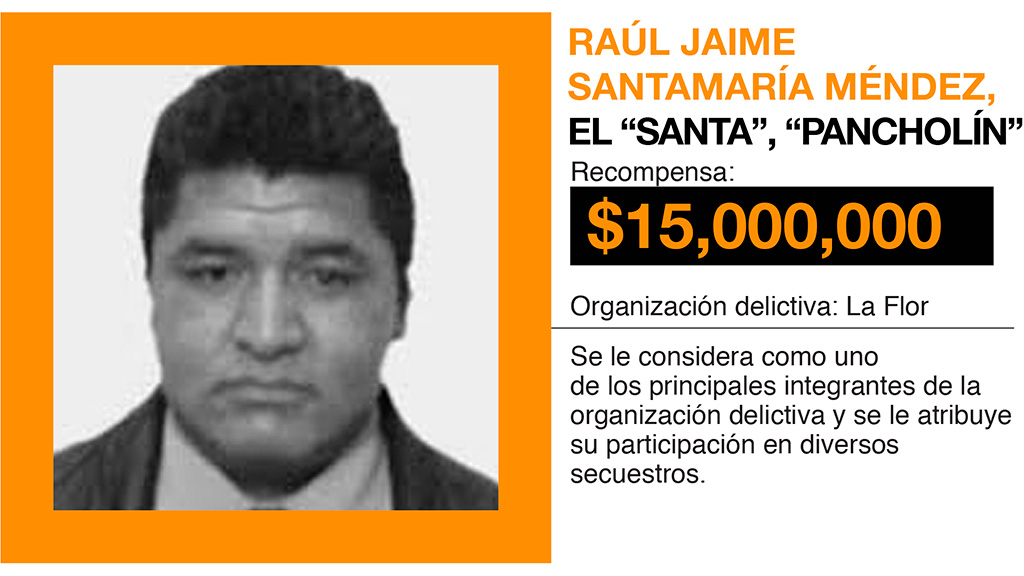 RAÚL JAIME
SANTAMARÍA MÉNDEZ,
EL “SANTA”, “PANCHOLÍN”
Recompensa:
$15,000,000
Organización delictiva: La Flor
Se le considera como uno
de los principales integrantes de la
organización delictiva y se le atribuye
su participación en diversos
secuestros.